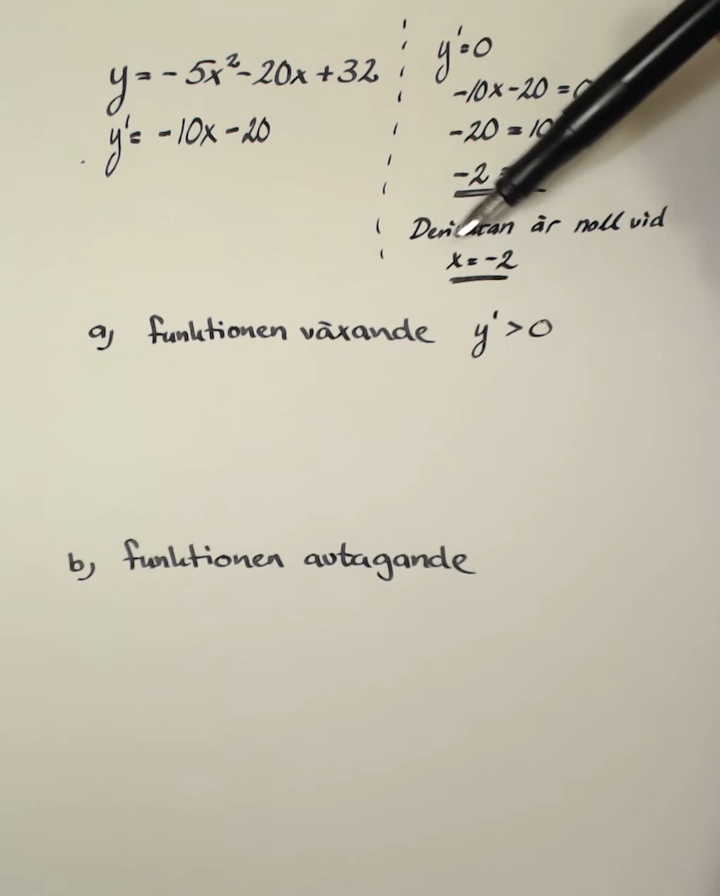 y = -5x²-20x+32
y' = -10x-20
y'=0
-10x-20 =
-20 = 10
-2
är noll vid
x = -2
a) funktionen växande y' > 0
b) funktionen avtagande